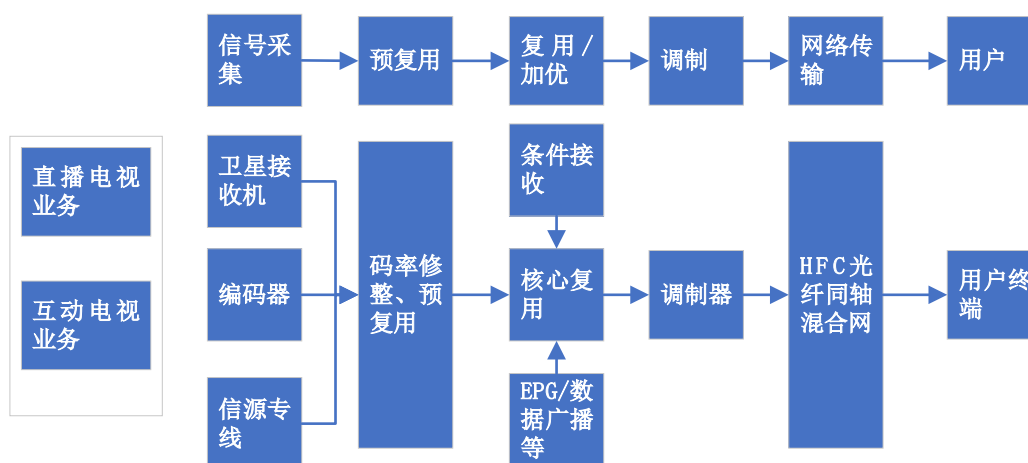 信号采
集
预复用
复用/
加优
调制
网络传
输
用户
直播电视
业务
互动电视
业务
卫星接
收机
编码器
信源专
线
码率修
整、预
复用
条件接
收
核心复
用
EPG/数
据广播
等
调制器
HFC光
纤同轴
混合网
用户终
端